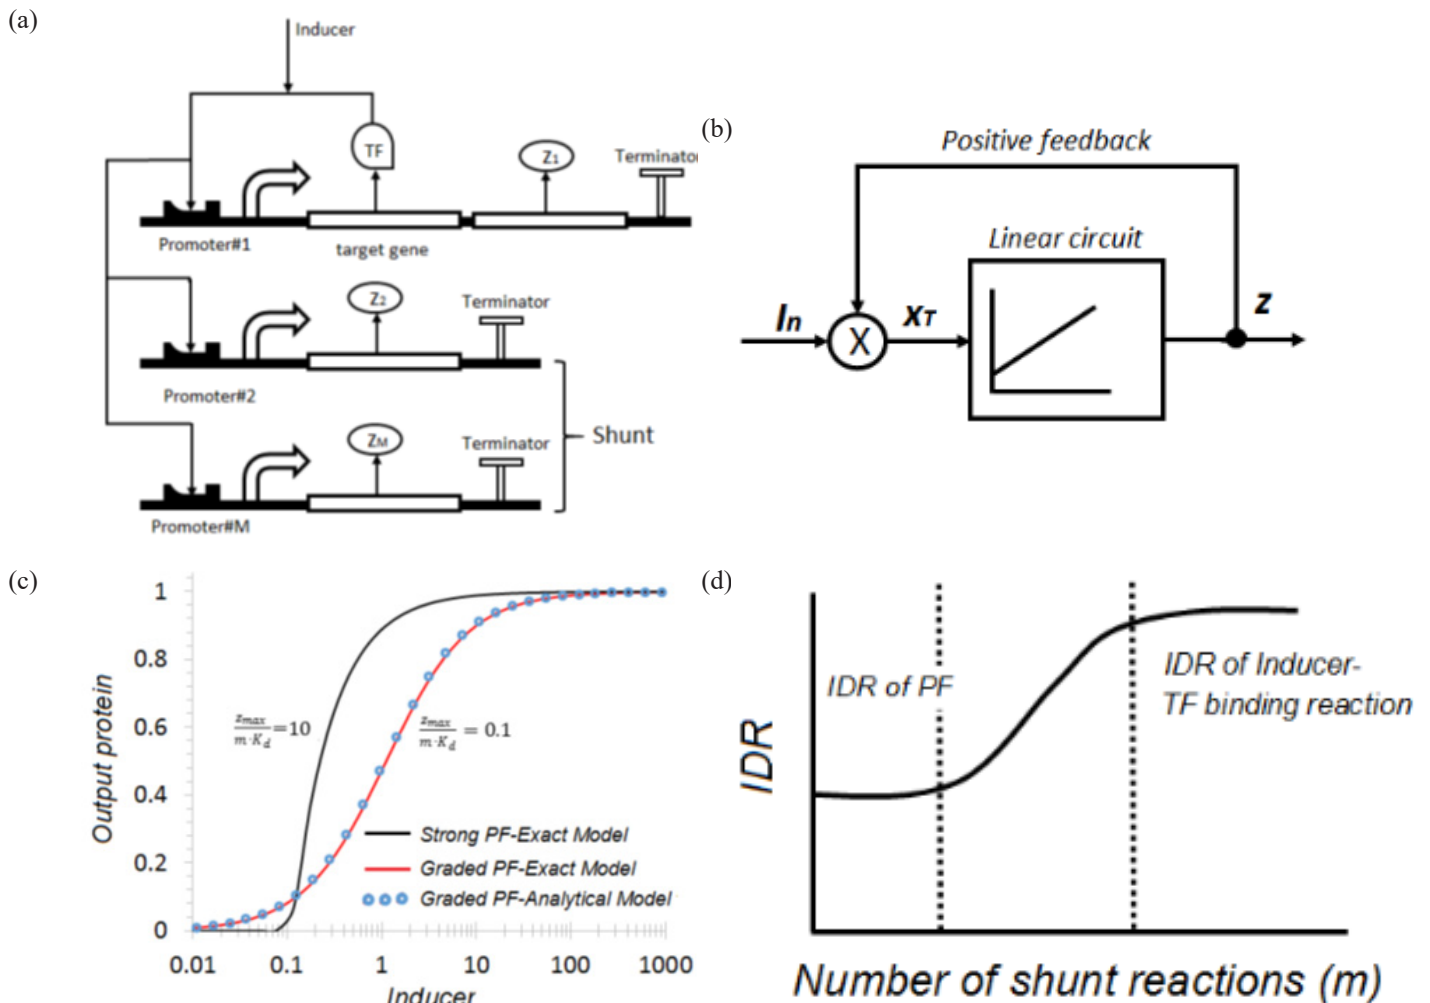 (a)
Inducer
TF
Z1
Terminator
Promoter#1
target gene
Z2
Terminator
Promoter#2
ZM
Terminator
Shunt
Promoter#M
(b)
Positive feedback
Linear circuit
In
X
xT
z
(c)
Output protein
1
0.8
0.6
0.4
0.2
0
zmax/m·Kd=10
zmax/m·Kd = 0.1
Strong PF-Exact Model
Graded PF-Exact Model
Graded PF-Analytical Model
0.01 0.1 1 10 100 1000
Inducer
(d)
IDR
IDR of PF
IDR of Inducer-
TF binding reaction
Number of shunt reactions (m)